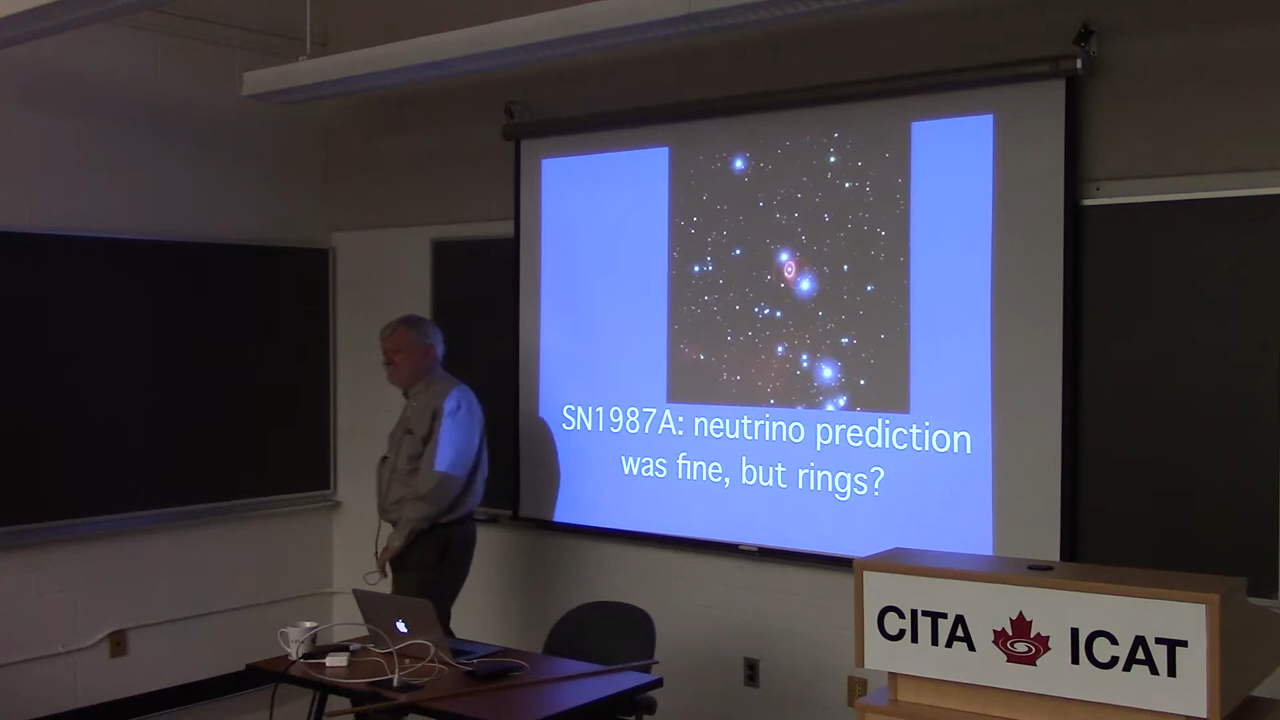 SN1987A: neutrino prediction
was fine, but rings?
CITA ICAT